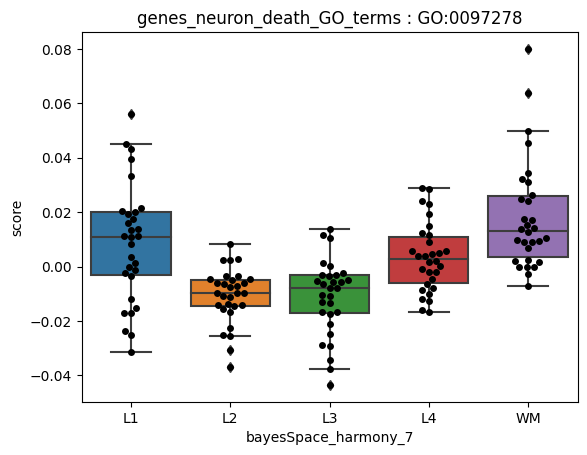 genes_neuron_death_GO_terms : GO:0097278
score
0.08
0.06
0.04
0.02
0.00
−0.02
−0.04
L1 L2 L3 L4 WM
bayesSpace_harmony_7